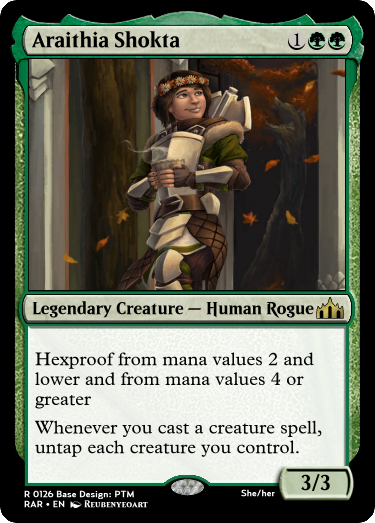 Araithia Shokta 1
Legendary Creature — Human Rogue
Hexproof from mana values 2 and
lower and from mana values 4 or
greater
Whenever you cast a creature spell,
untap each creature you control.
3/3
R 0126 Base Design: PTM She/her
RAR • EN Reubenyeoart